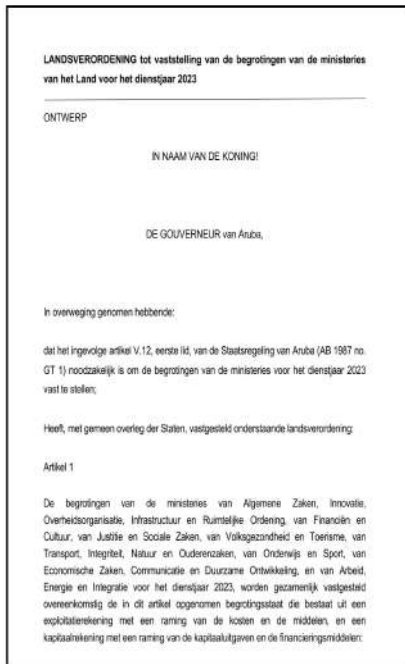 LANDSVERORDENING tot vaststelling van de begrotingen van de ministeries
van het Land voor het dienstjaar 2023
ONTWERP
IN NAAM VAN DE KONING!
DE GOUVERNEUR van Aruba,
In overweging genomen hebbende:
dat het ingevolge artikel V.12, eerste lid, van de Staatsregeling van Aruba (AB 1987 no.
GT 1) noodzakelijk is om de begrotingen van de ministeries voor het dienstjaar 2023
vast te stellen;
Heeft, met gemeen overleg der Staten, vastgesteld onderstaande landsverordening:
Artikel 1
De begrotingen van de ministeries van Algemene Zaken, Innovatie,
Overheidsorganisatie, Infrastructuur en Ruimtelijke Ordening, van Financiën en
Cultuur, van Justitie en Sociale Zaken, van Volksgezondheid en Toerisme, van
Transport, Integriteit, Natuur en Ouderenzaken, van Onderwijs en Sport, van
Economische Zaken, Communicatie en Duurzame Ontwikkeling, en van Arbeid,
Energie en Integratie voor het dienstjaar 2023, worden gezamenlijk vastgesteld
overeenkomstig de in dit artikel opgenomen begrotingsstaat die bestaat uit een
exploitatierekening met een raming van de kosten en de middelen, en een
kapitaalrekening met een raming van de kapitaaluitgaven en de financieringsmiddelen: